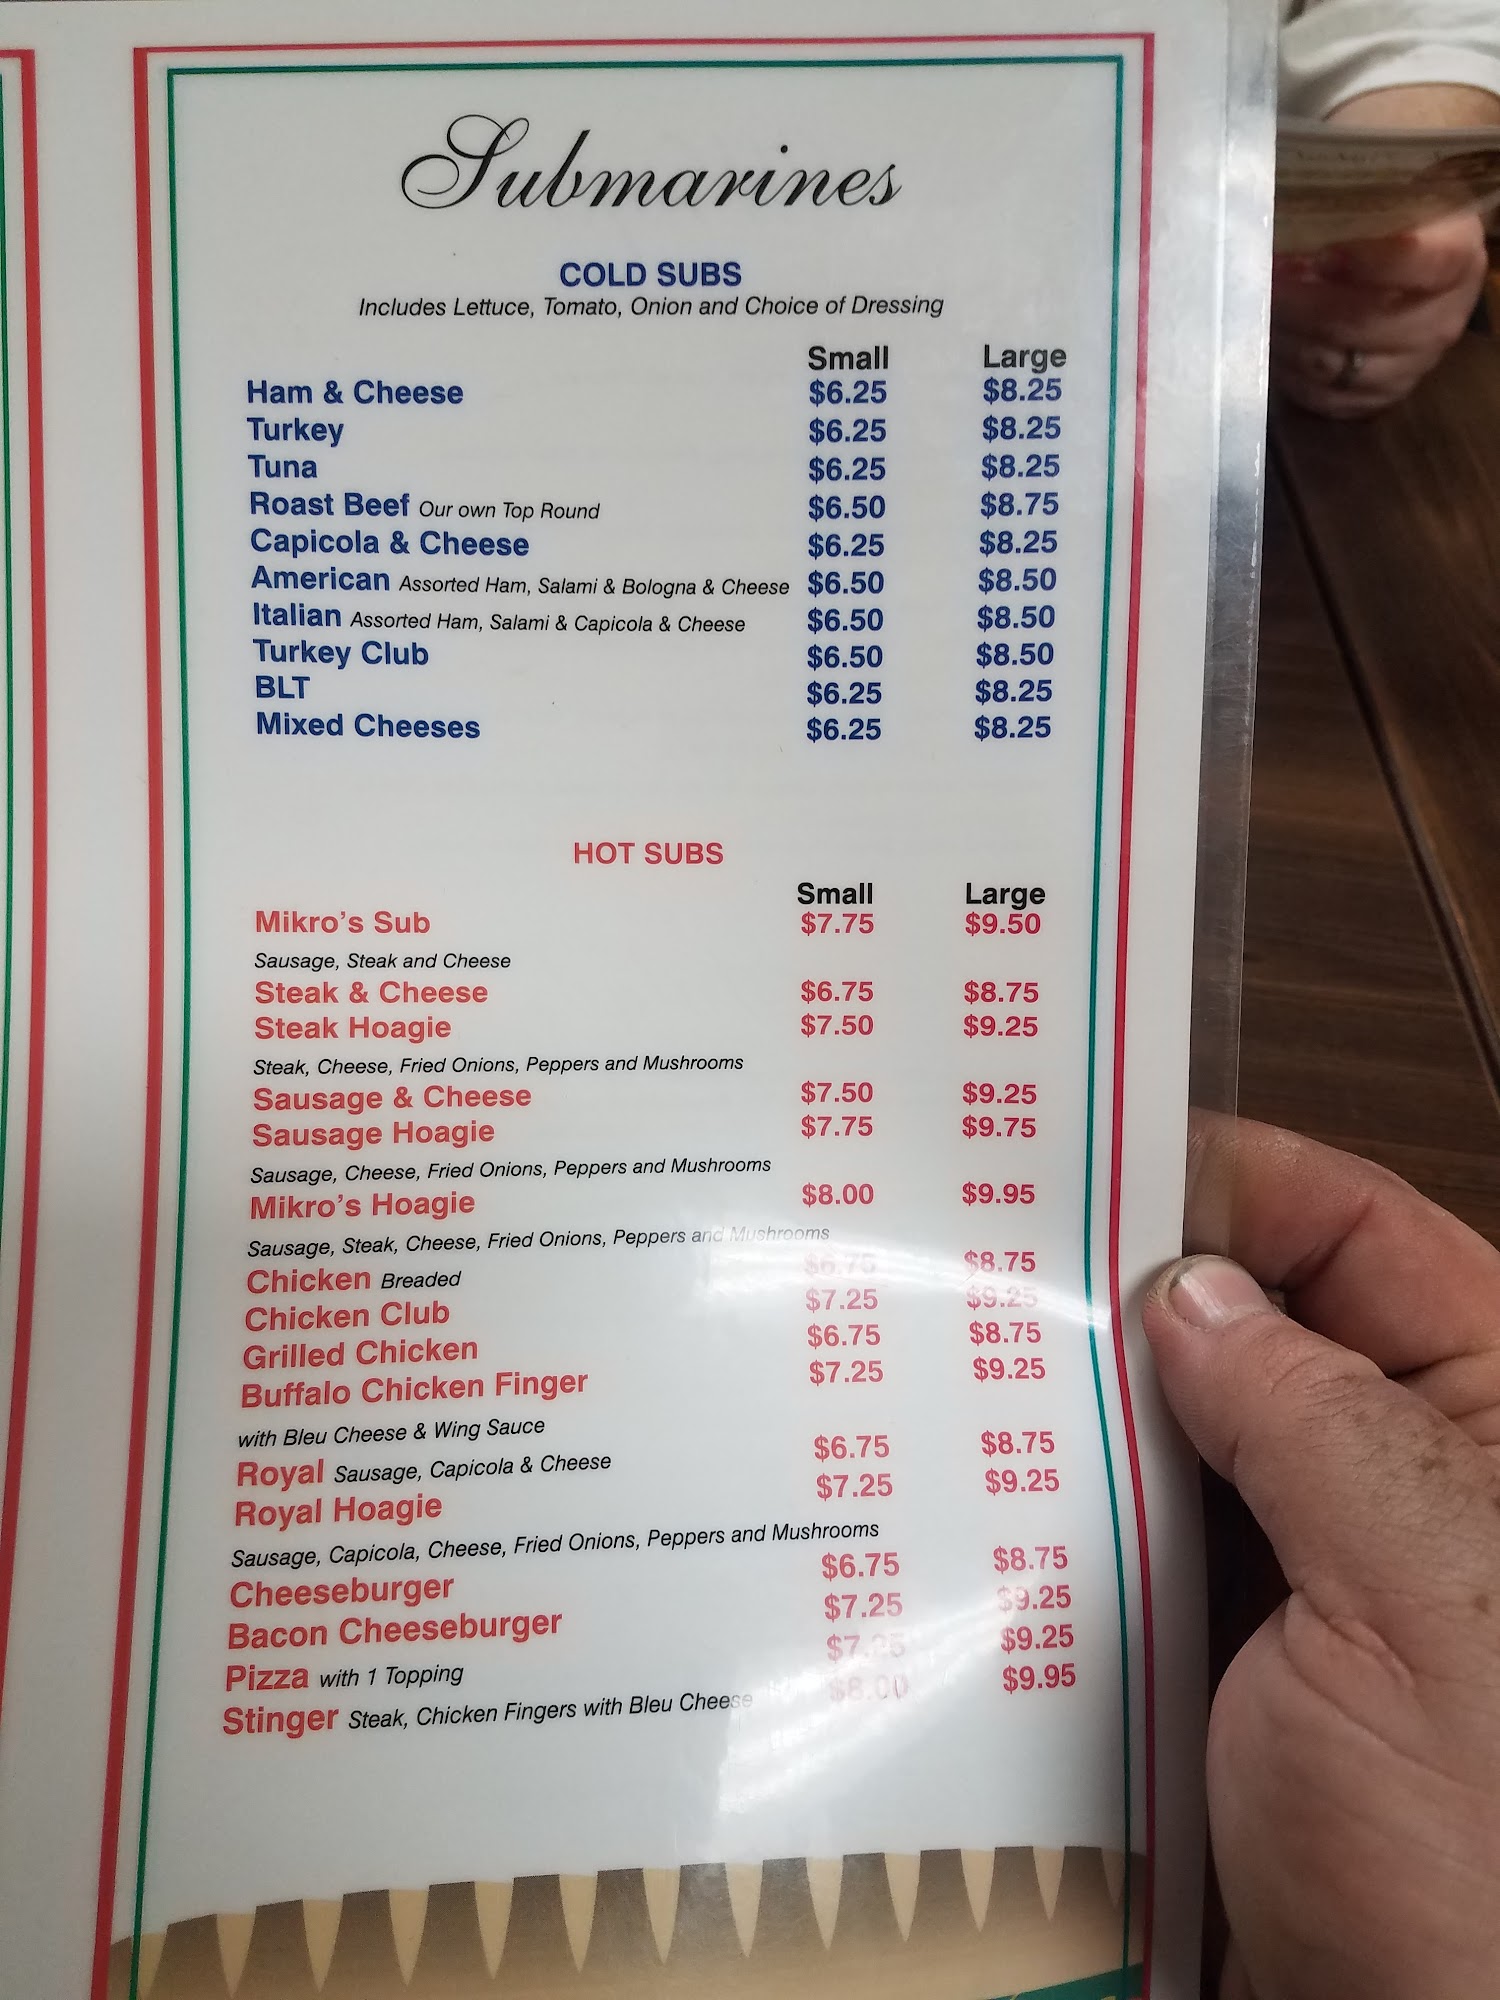 Submarines
COLD SUBS
Includes Lettuce, Tomato, Onion and Choice of Dressing
Small Large
Ham & Cheese $6.25 $8.25
Turkey $6.25 $8.25
Tuna $6.25 $8.25
Roast Beef Our own Top Round $6.50 $8.75
Capicola & Cheese $6.25 $8.25
American Assorted Ham, Salami & Bologna & Cheese $6.50 $8.50
Italian Assorted Ham, Salami & Capicola & Cheese $6.50 $8.50
Turkey Club $6.50 $8.50
BLT $6.25 $8.25
Mixed Cheeses $6.25 $8.25
HOT SUBS
Small Large
Mikro's Sub $7.75 $9.50
Sausage, Steak and Cheese
Steak & Cheese $6.75 $8.75
Steak Hoagie $7.50 $9.25
Steak, Cheese, Fried Onions, Peppers and Mushrooms
Sausage & Cheese $7.50 $9.25
Sausage Hoagie $7.75 $9.75
Sausage, Cheese, Fried Onions, Peppers and Mushrooms
Mikro's Hoagie $8.00 $9.95
Sausage, Steak, Cheese, Fried Onions, Peppers and Mushrooms
Chicken Breaded $6.75 $8.75
Chicken Club $7.25 $9.25
Grilled Chicken $6.75 $8.75
Buffalo Chicken Finger $7.25 $9.25
with Bleu Cheese & Wing Sauce
Royal Sausage, Capicola & Cheese $6.75 $8.75
Royal Hoagie $7.25 $9.25
Sausage, Capicola, Cheese, Fried Onions, Peppers and Mushrooms
Cheeseburger $6.75 $8.75
Bacon Cheeseburger $7.25 $9.25
Pizza with 1 Topping $7.25 $9.25
Stinger Steak, Chicken Fingers with Bleu Cheese $8.00 $9.95